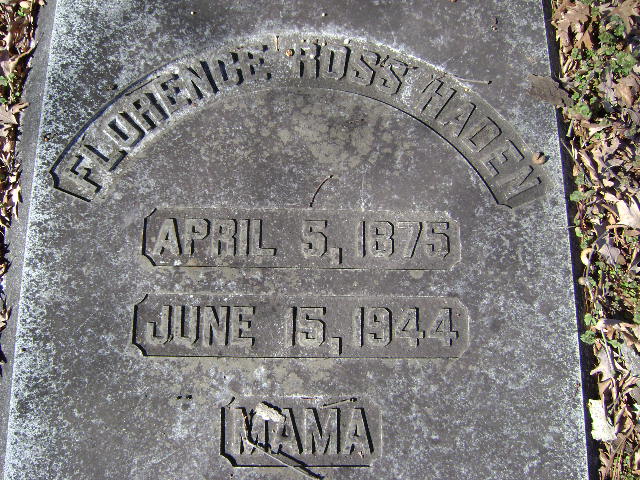 FLORENCE ROSS HADEN
APRIL 5, 1875
JUNE 15, 1944
MAMA